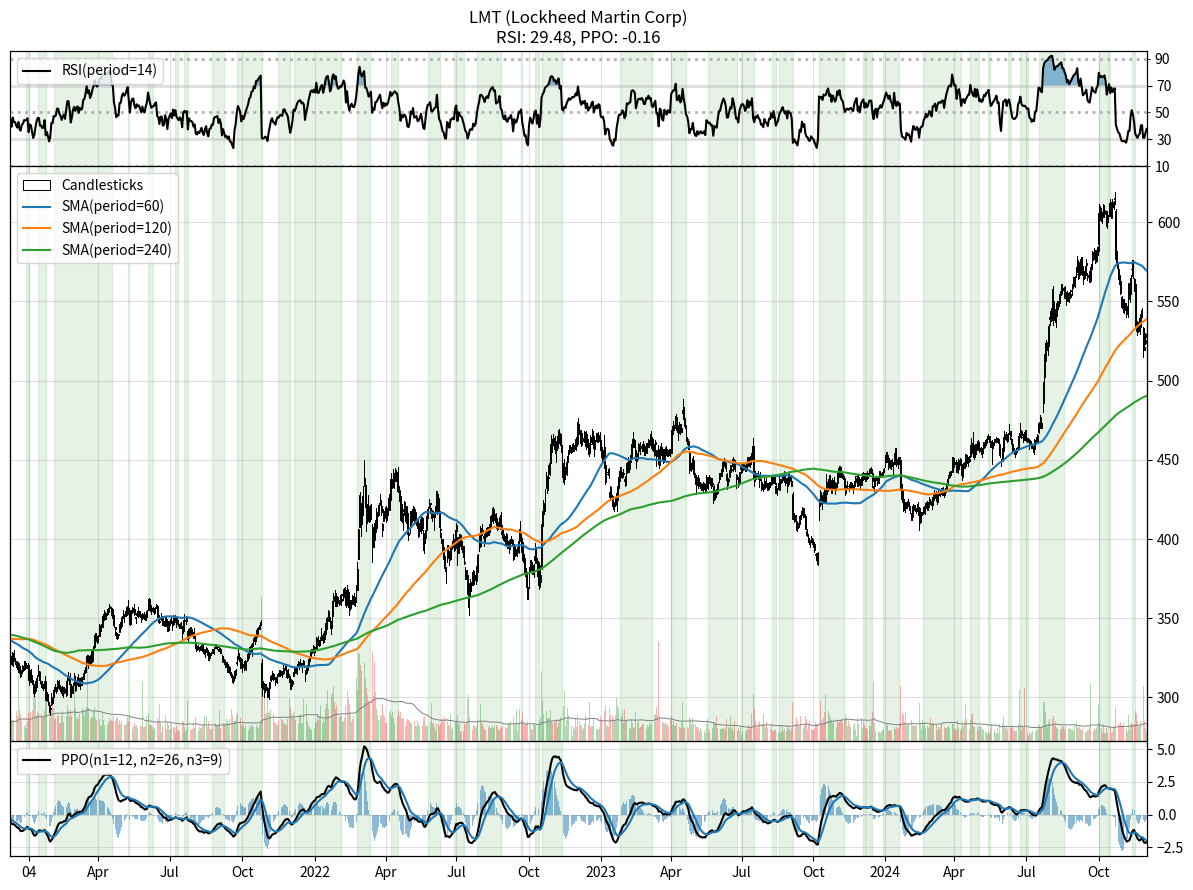 LMT (Lockheed Martin Corp)
RSI: 29.48, PPO: -0.16
RSI(period=14)
90
70
50
30
10
Candlesticks
SMA(period=60)
SMA(period=120)
SMA(period=240)
600
550
500
450
400
350
300
PPO(n1=12, n2=26, n3=9)
5.0
2.5
0.0
−2.5
04 Apr Jul Oct 2022 Apr Jul Oct 2023 Apr Jul Oct 2024 Apr Jul Oct